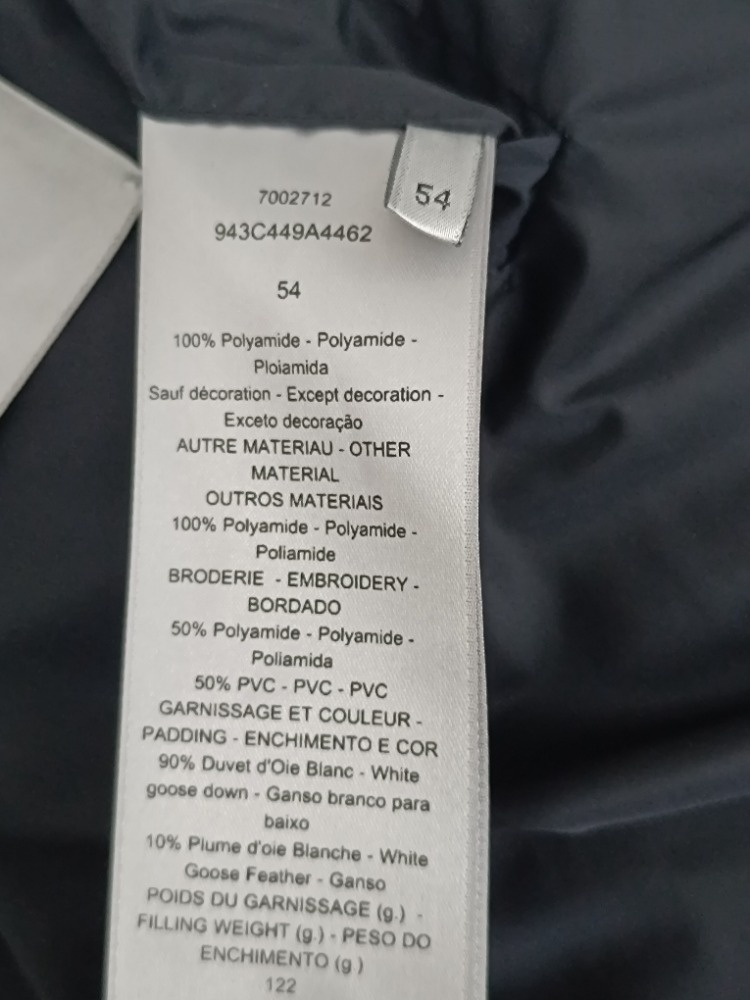 54
7002712
943C449A4462
54
100% Polyamide - Polyamide -
Ploiamida
Sauf décoration - Except decoration -
Exceto decoração
AUTRE MATERIAU - OTHER
MATERIAL
OUTROS MATERIAIS
100% Polyamide - Polyamide -
Poliamide
BRODERIE - EMBROIDERY -
BORDADO
50% Polyamide - Polyamide -
Poliamida
50% PVC - PVC - PVC
GARNISSAGE ET COULEUR -
PADDING - ENCHIMENTO E COR
90% Duvet d'Oie Blanc - White
goose down - Ganso branco para
baixo
10% Plume d'oie Blanche - White
Goose Feather - Ganso
POIDS DU GARNISSAGE (g.) -
FILLING WEIGHT (g.) - PESO DO
ENCHIMENTO (g )
122